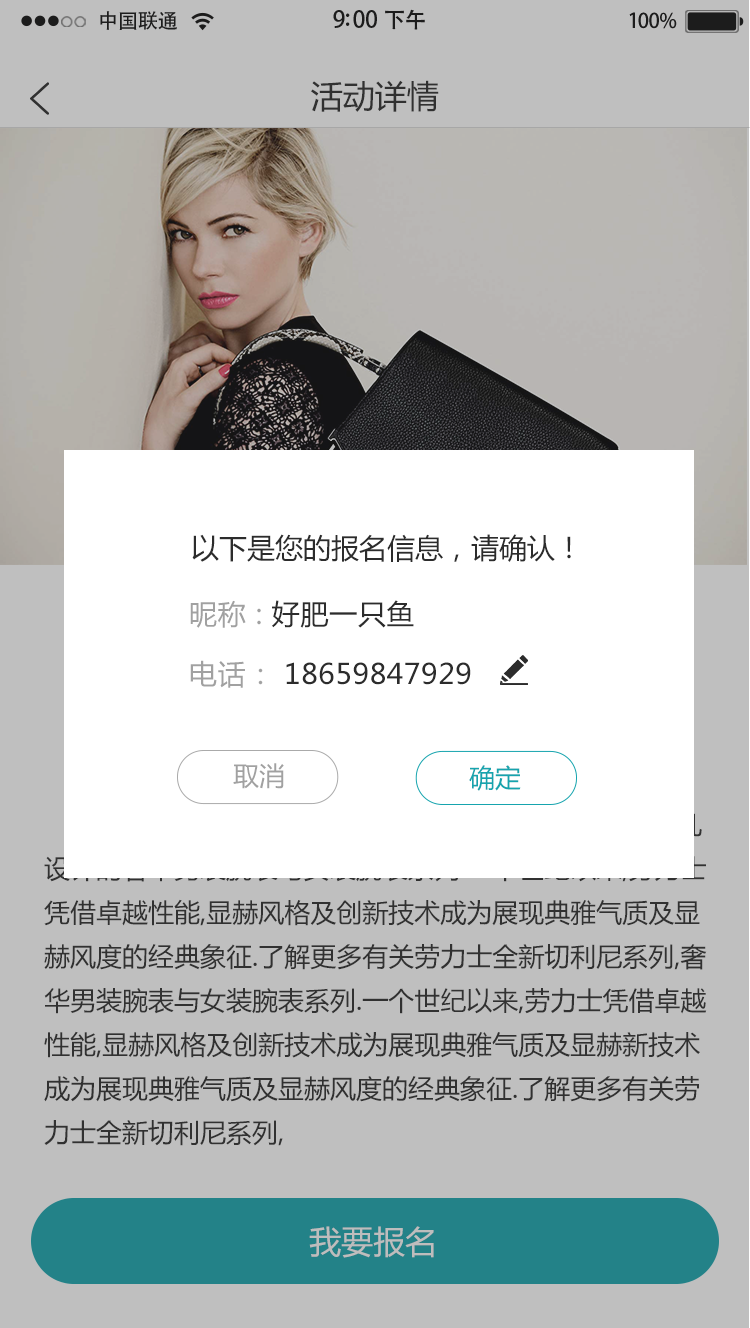 中国联通 9:00 下午 100%
活动详情
以下是您的报名信息，请确认！
昵称：好肥一只鱼
电话： 18659847929
取消 确定
凭借卓越性能,显赫风格及创新技术成为展现典雅气质及显
赫风度的经典象征.了解更多有关劳力士全新切利尼系列,奢
华男装腕表与女装腕表系列.一个世纪以来,劳力士凭借卓越
性能,显赫风格及创新技术成为展现典雅气质及显赫新技术
成为展现典雅气质及显赫风度的经典象征.了解更多有关劳
力士全新切利尼系列,
我要报名